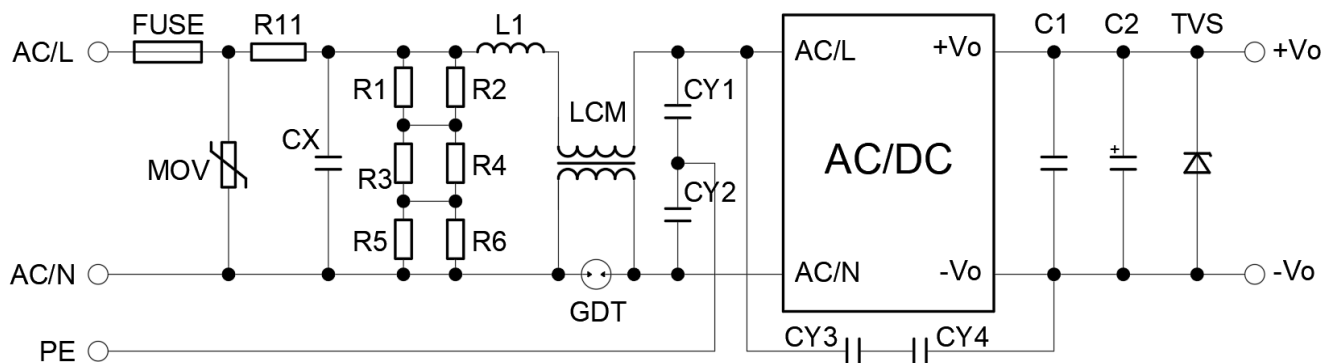 FUSE R11 L1 C1 C2 TVS
AC/L AC/L +Vo +Vo
R1 R2 CY1
LCM
CX AC/DC
MOV R3 R4 CY2
+
R5 R6
AC/N AC/N -Vo -Vo
GDT
CY3 CY4
PE